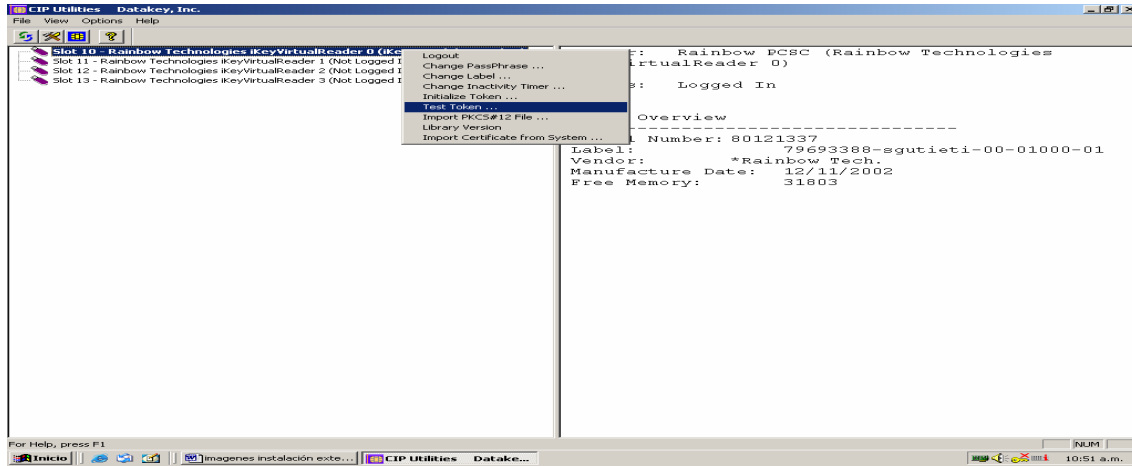 CIP Utilities Datakey, Inc.
File View Options Help
Slot 10 - Rainbow Technologies iKeyVirtualReader 0 (iKe
Slot 11 - Rainbow Technologies iKeyVirtualReader 1 (Not Logged I
Slot 12 - Rainbow Technologies iKeyVirtualReader 2 (Not Logged I
Slot 13 - Rainbow Technologies iKeyVirtualReader 3 (Not Logged I
Logout
Change PassPhrase ...
Change Label ...
Change Inactivity Timer ...
Initialize Token ...
Test Token ...
Import PKCS#12 File ...
Library Version
Import Certificate from System ...
r: Rainbow PCSC (Rainbow Technologies
irtualReader 0)
s: Logged In
Overview
------------------------------
l Number: 80121337
Label: 79693388-sgutieti-00-01000-01
Vendor: *Rainbow Tech.
Manufacture Date: 12/11/2002
Free Memory: 31803
For Help, press F1
NUM
Inicio
imagenes instalación exte...
CIP Utilities Datake...
10:51 a.m.